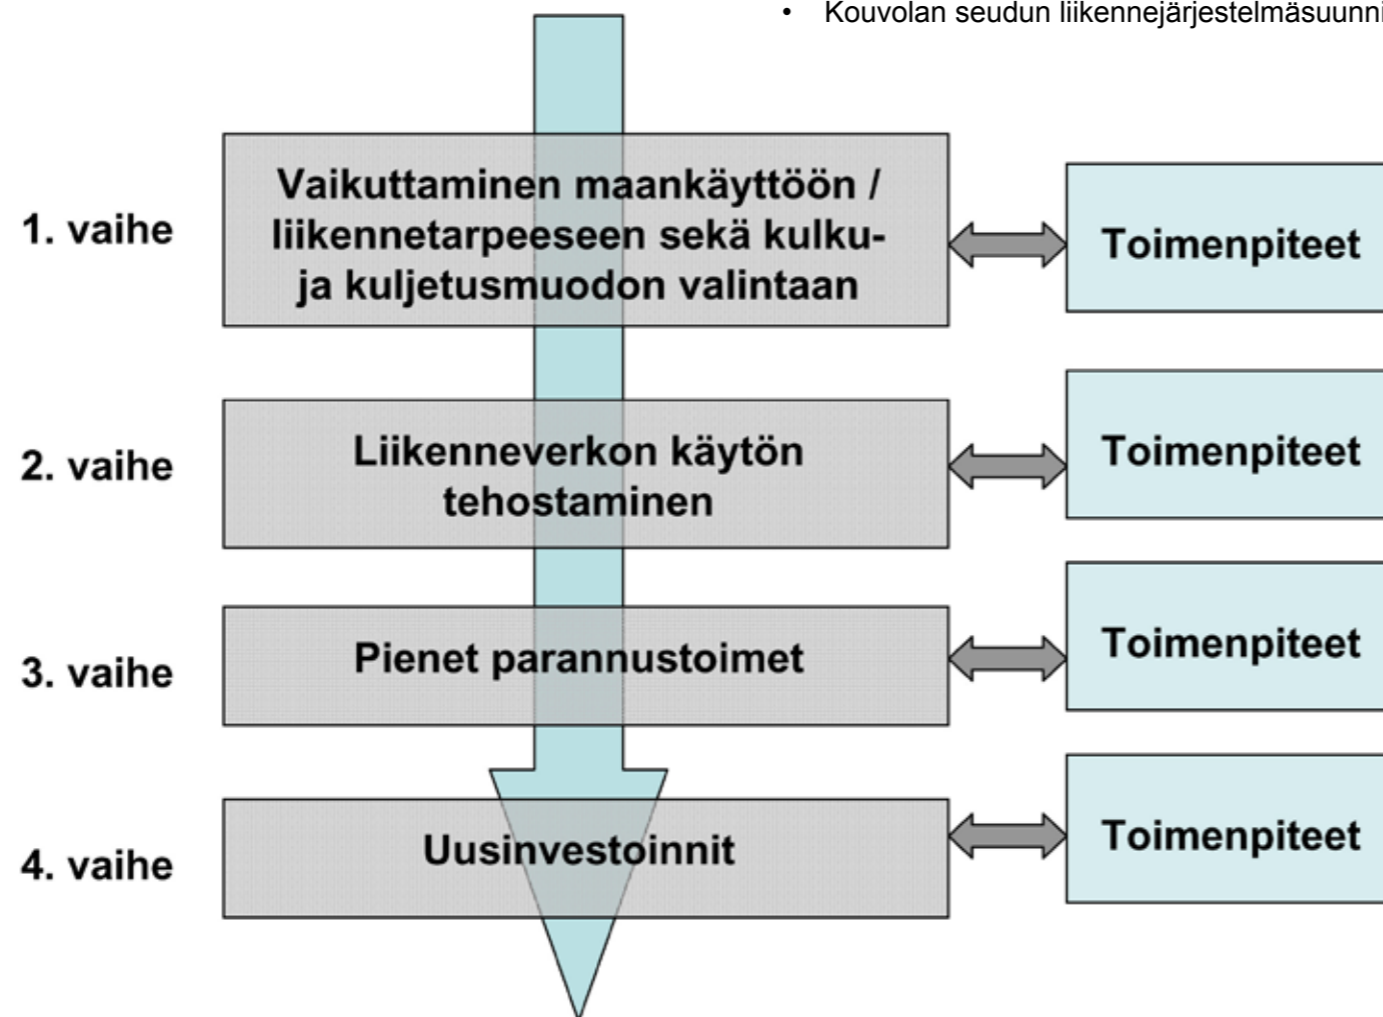 • Kouvolan seudun liikennejärjestelmäsuunni
1. vaihe
Vaikuttaminen maankäyttöön /
liikennetarpeeseen sekä kulku-
ja kuljetusmuodon valintaan
Toimenpiteet
2. vaihe
Liikenneverkon käytön
tehostaminen
Toimenpiteet
3. vaihe
Pienet parannustoimet
Toimenpiteet
4. vaihe
Uusinvestoinnit
Toimenpiteet